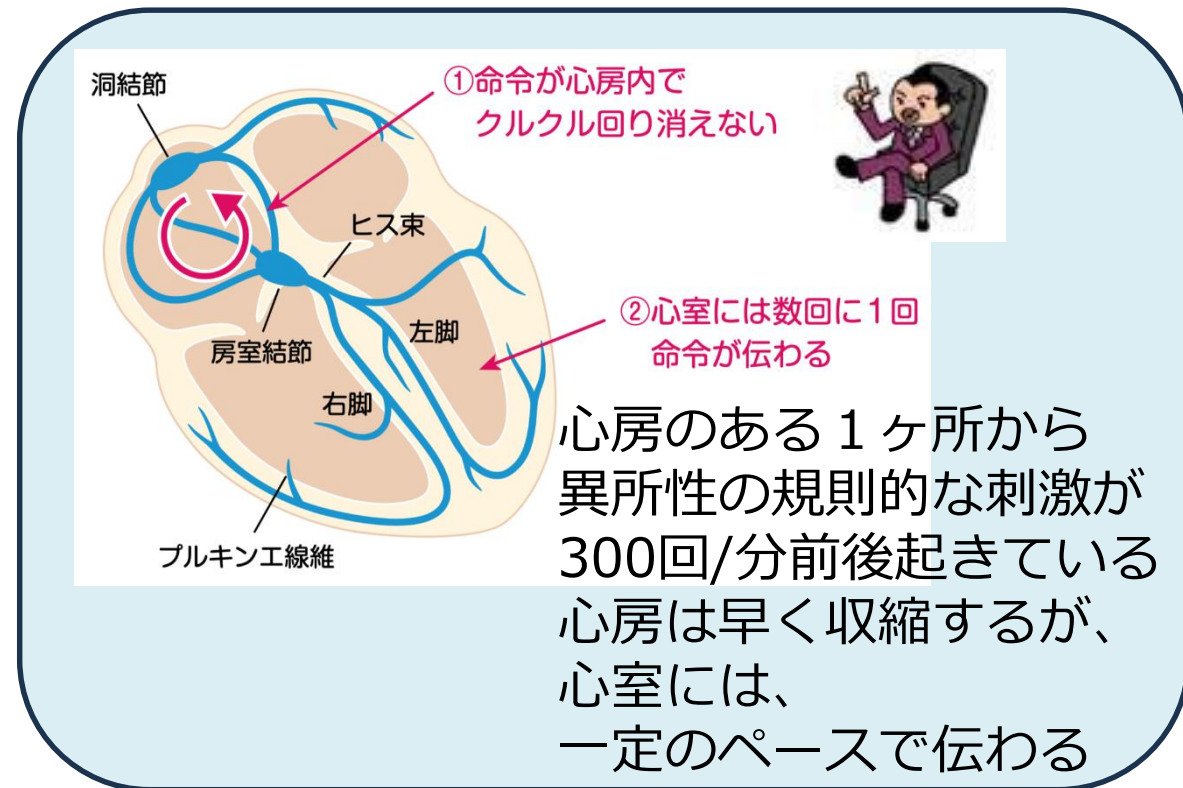 洞結節
①命令が心房内で
クルクル回り消えない
ヒス束
②心室には数回に１回
命令が伝わる
左脚
房室結節
右脚
プルキンエ線維
心房のある１ヶ所から
異所性の規則的な刺激が
300回/分前後起きている
心房は早く収縮するが、
心室には、
一定のペースで伝わる